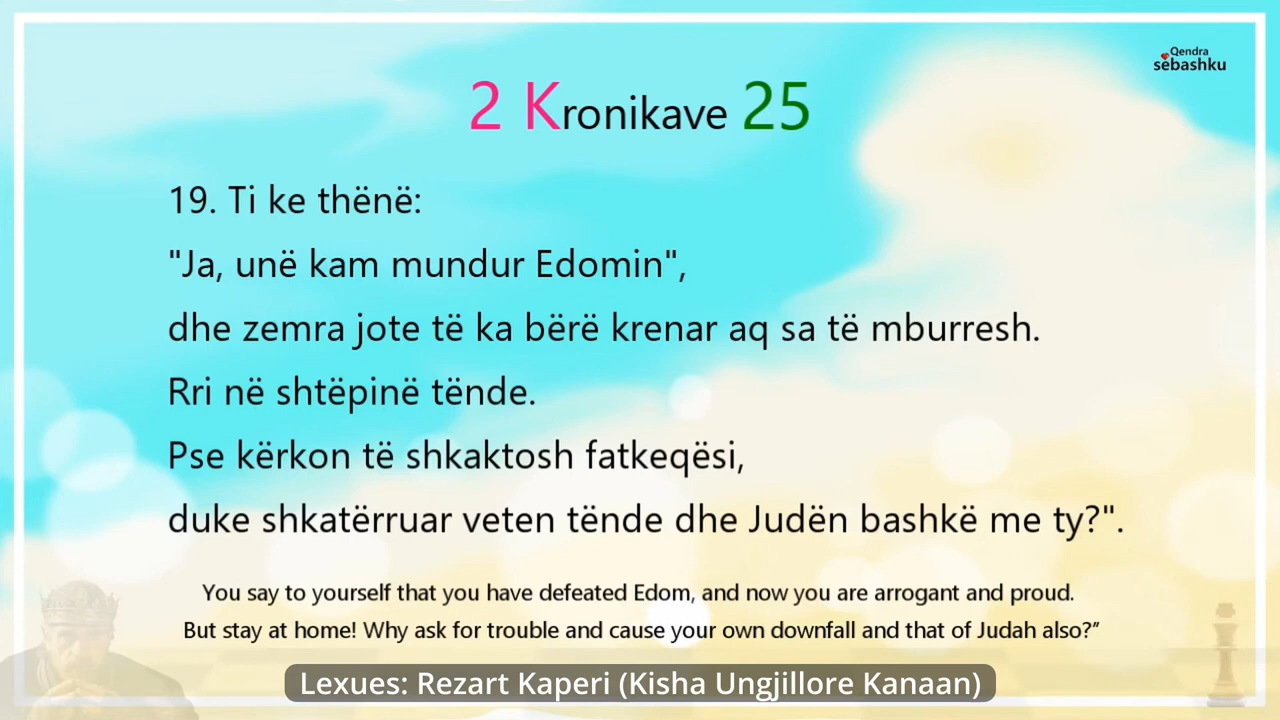 Qendra
sëbashku
2 Kronikave 25
19. Ti ke thënë:
"Ja, unë kam mundur Edomin",
dhe zemra jote të ka bërë krenar aq sa të mburresh.
Rri në shtëpinë tënde.
Pse kërkon të shkaktosh fatkeqësi,
duke shkatërruar veten tënde dhe Judën bashkë me ty?".
You say to yourself that you have defeated Edom, and now you are arrogant and proud.
But stay at home! Why ask for trouble and cause your own downfall and that of Judah also?”
Lexues: Rezart Kaperi (Kisha Ungjillore Kanaan)